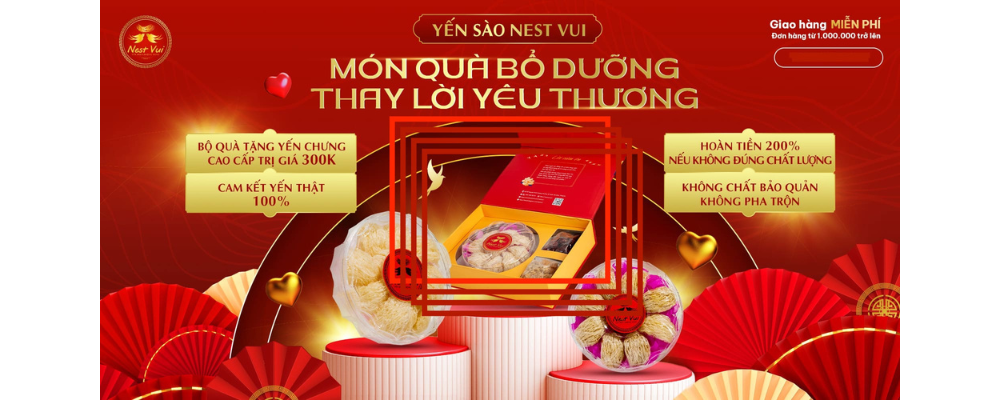 YẾN SÀO NEST VUI
Nest Vui
Giao hàng MIỄN PHÍ
Đơn hàng từ 1.000.000 trở lên
MÓN QUÀ BỔ DƯỠNG
THAY LỜI YÊU THƯƠNG
BỘ QUÀ TẶNG YẾN CHƯNG
CAO CẤP TRỊ GIÁ 300K
CAM KẾT YẾN THẬT
100%
HOÀN TIỀN 200%
NẾU KHÔNG ĐÚNG CHẤT LƯỢNG
KHÔNG CHẤT BẢO QUẢN
KHÔNG PHA TRỘN
Nest Vui